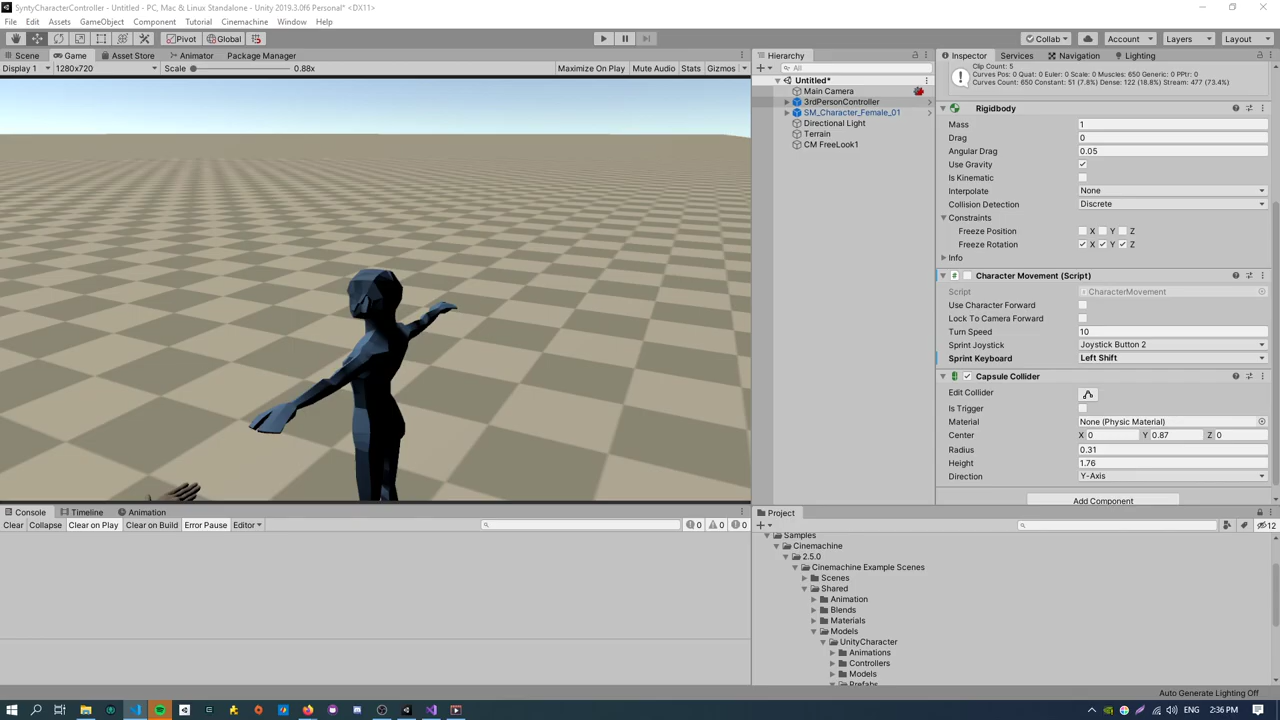 SyntyCharacterController - Untitled - PC, Mac & Linux Standalone - Unity 2019.3.0f6 Personal* <DX11>
File Edit Assets GameObject Component Tutorial Cinemachine Window Help
Pivot Global Collab Account Layers Layout
Scene Game Asset Store Animator Package Manager
Display 1 1280x720 Scale 0.88x Maximize On Play Mute Audio Stats Gizmos
Hierarchy
All
Untitled*
Main Camera
3rdPersonController
SM_Character_Female_01
Directional Light
Terrain
CM FreeLook1
Inspector Services Navigation Lighting
Clip Count: 5
Curves Pos: 0 Quat: 0 Euler: 0 Scale: 0 Muscles: 650 Generic: 0 PPtr: 0
Curves Count: 650 Constant: 51 (7.8%) Dense: 122 (18.8%) Stream: 477 (73.4%)
Rigidbody
Mass 1
Drag 0
Angular Drag 0.05
Use Gravity
Is Kinematic
Interpolate None
Collision Detection Discrete
Constraints
Freeze Position X Y Z
Freeze Rotation X Y Z
Info
Character Movement (Script)
Script CharacterMovement
Use Character Forward
Lock To Camera Forward
Turn Speed 10
Sprint Joystick Joystick Button 2
Sprint Keyboard Left Shift
Capsule Collider
Edit Collider
Is Trigger
Material None (Physic Material)
Center X 0 Y 0.87 Z 0
Radius 0.31
Height 1.76
Direction Y-Axis
Add Component
Console Timeline Animation
Clear Collapse Clear on Play Clear on Build Error Pause Editor 0 0 0
Project
12
Samples
Cinemachine
2.5.0
Cinemachine Example Scenes
Scenes
Shared
Animation
Blends
Materials
Models
UnityCharacter
Animations
Controllers
Models
Prefabs
Auto Generate Lighting Off
ENG 2:36 PM